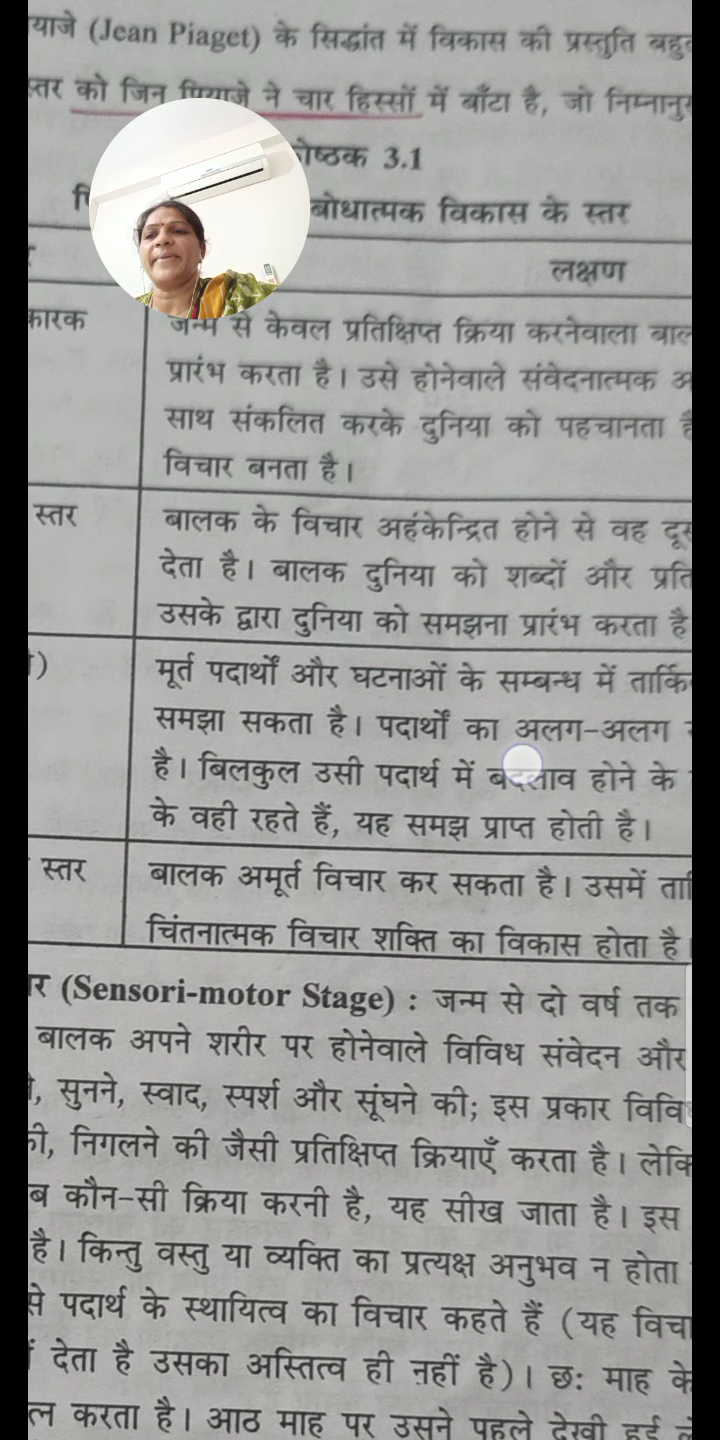 याजे (Jean Piaget) के सिद्धांत में विकास की प्रस्तुति
स्तर को जिन पियाजे ने चार हिस्सों में बाँटा है, जो
3.1
बोधात्मक विकास के स्तर
लक्षण
कारक
जन्म से केवल प्रतिक्षिप्त क्रिया करनेवाला
प्रारंभ करता है। उसे होनेवाले संवेदनात्मक
साथ संकलित करके दुनिया को पहचानता
विचार बनता है।
स्तर
बालक के विचार अहंकेन्द्रित होने से वह
देता है। बालक दुनिया को शब्दों और
उसके द्वारा दुनिया को समझना प्रारंभ करता है
मूर्त पदार्थों और घटनाओं के सम्बन्ध में
समझा सकता है। पदार्थों का अलग-अलग
है। बिलकुल उसी पदार्थ में बदलाव होने के
के वही रहते हैं, यह समझ प्राप्त होती है।
स्तर
बालक अमूर्त विचार कर सकता है। उसमें
चिंतनात्मक विचार शक्ति का विकास होता है।
(Sensori-motor Stage) : जन्म से दो वर्ष तक
बालक अपने शरीर पर होनेवाले विविध संवेदन और
सुनने, स्वाद, स्पर्श और सूंघने की; इस प्रकार
निगलने की जैसी प्रतिक्षिप्त क्रियाएँ करता है।
कौन-सी क्रिया करनी है, यह सीख जाता है। इस
है। किन्तु वस्तु या व्यक्ति का प्रत्यक्ष अनुभव न होता
से पदार्थ के स्थायित्व का विचार कहते हैं (यह
देता है उसका अस्तित्व ही नहीं है)। छः माह के
करता है। आठ माह पर उसने पहले देखी हुई